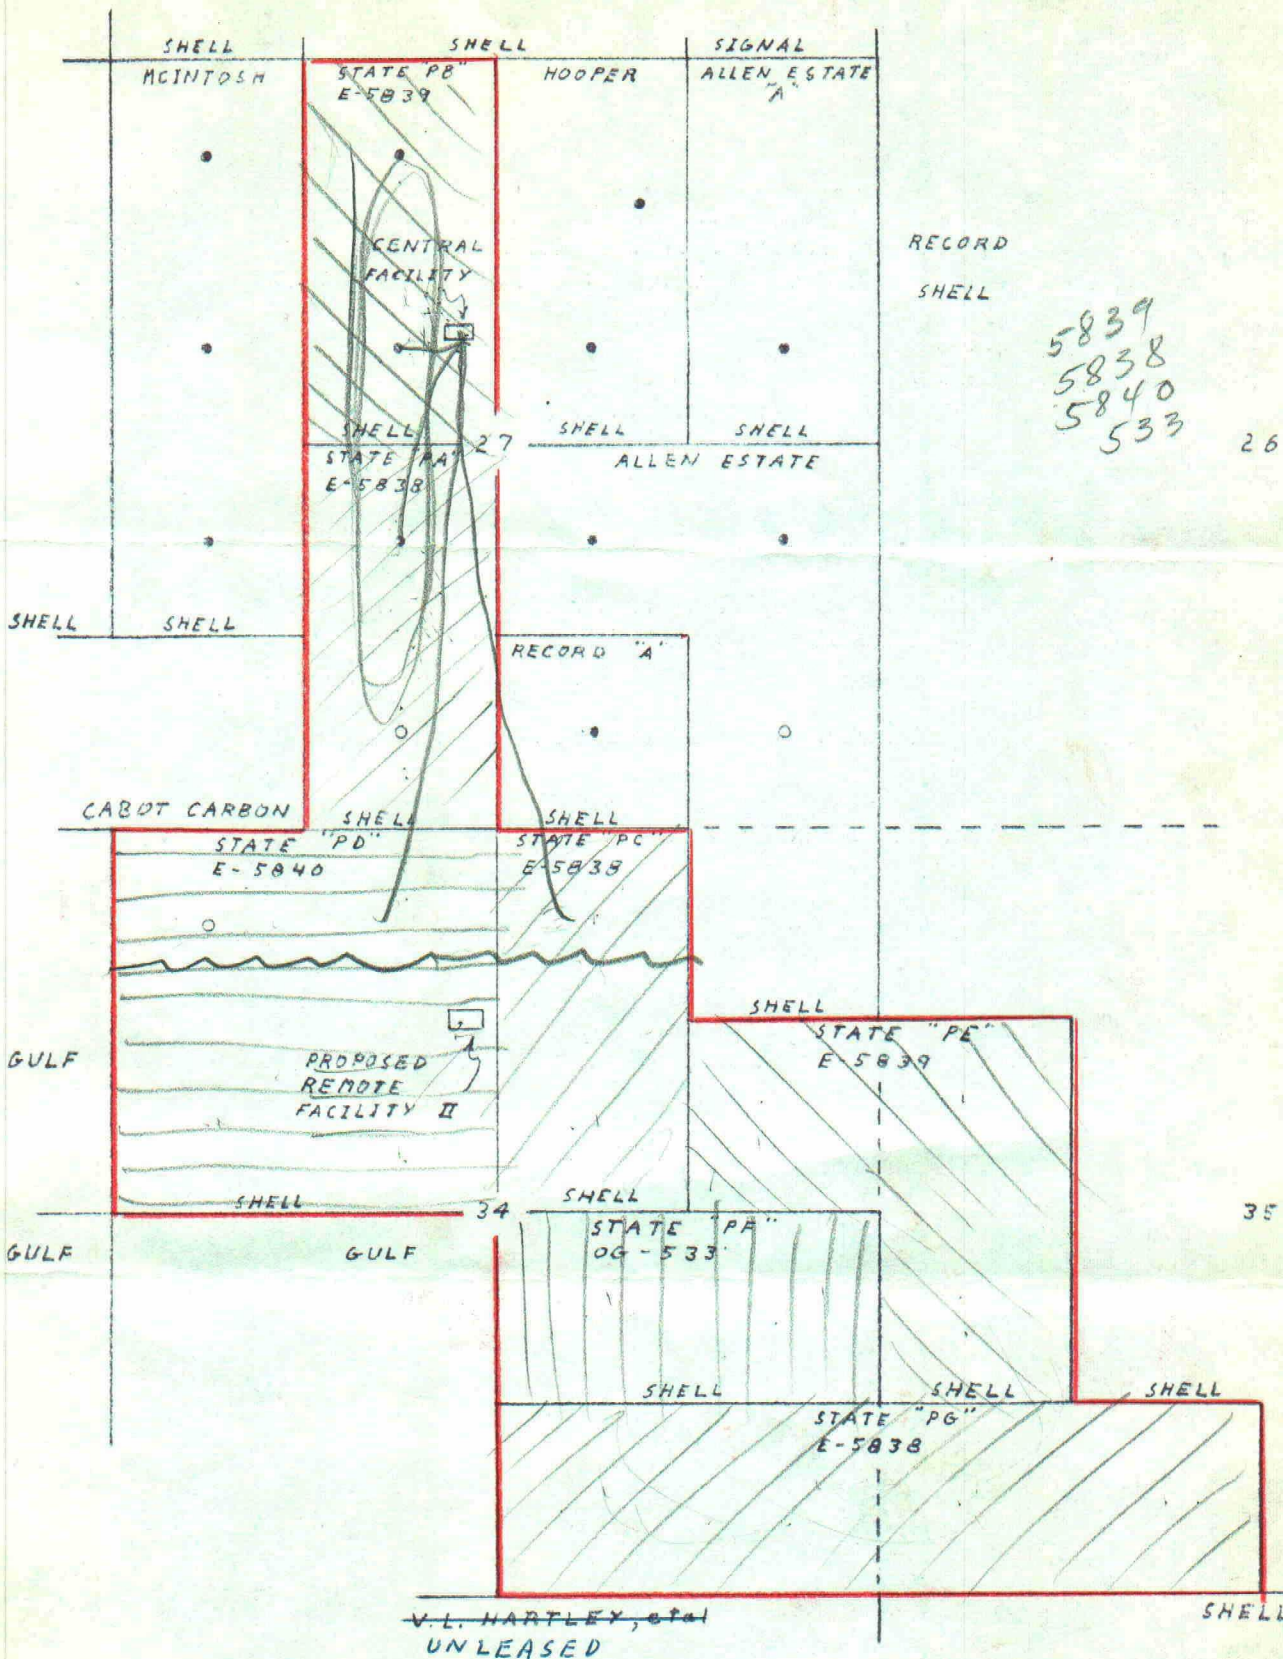 SHELL
SHELL
SIGNAL
MCINTOSH
STATE "PB"
E-5839
HOOPER
ALLEN ESTATE
"A"
CENTRAL
FACILITY
RECORD
SHELL
5839
5838
5840
533
SHELL
27
SHELL
SHELL
26
STATE "PA"
E-5838
ALLEN ESTATE
SHELL
SHELL
RECORD "A"
CABOT CARBON
SHELL
SHELL
STATE "PD"
E-5840
STATE "PC"
E-5838
SHELL
GULF
PROPOSED
REMOTE
FACILITY II
STATE "PE"
E-5839
SHELL
34
SHELL
35
GULF
GULF
STATE "PF"
OG-533
SHELL
SHELL
SHELL
STATE "PG"
E-5838
V.L. HARTLEY, et al
SHELL
UNLEASED